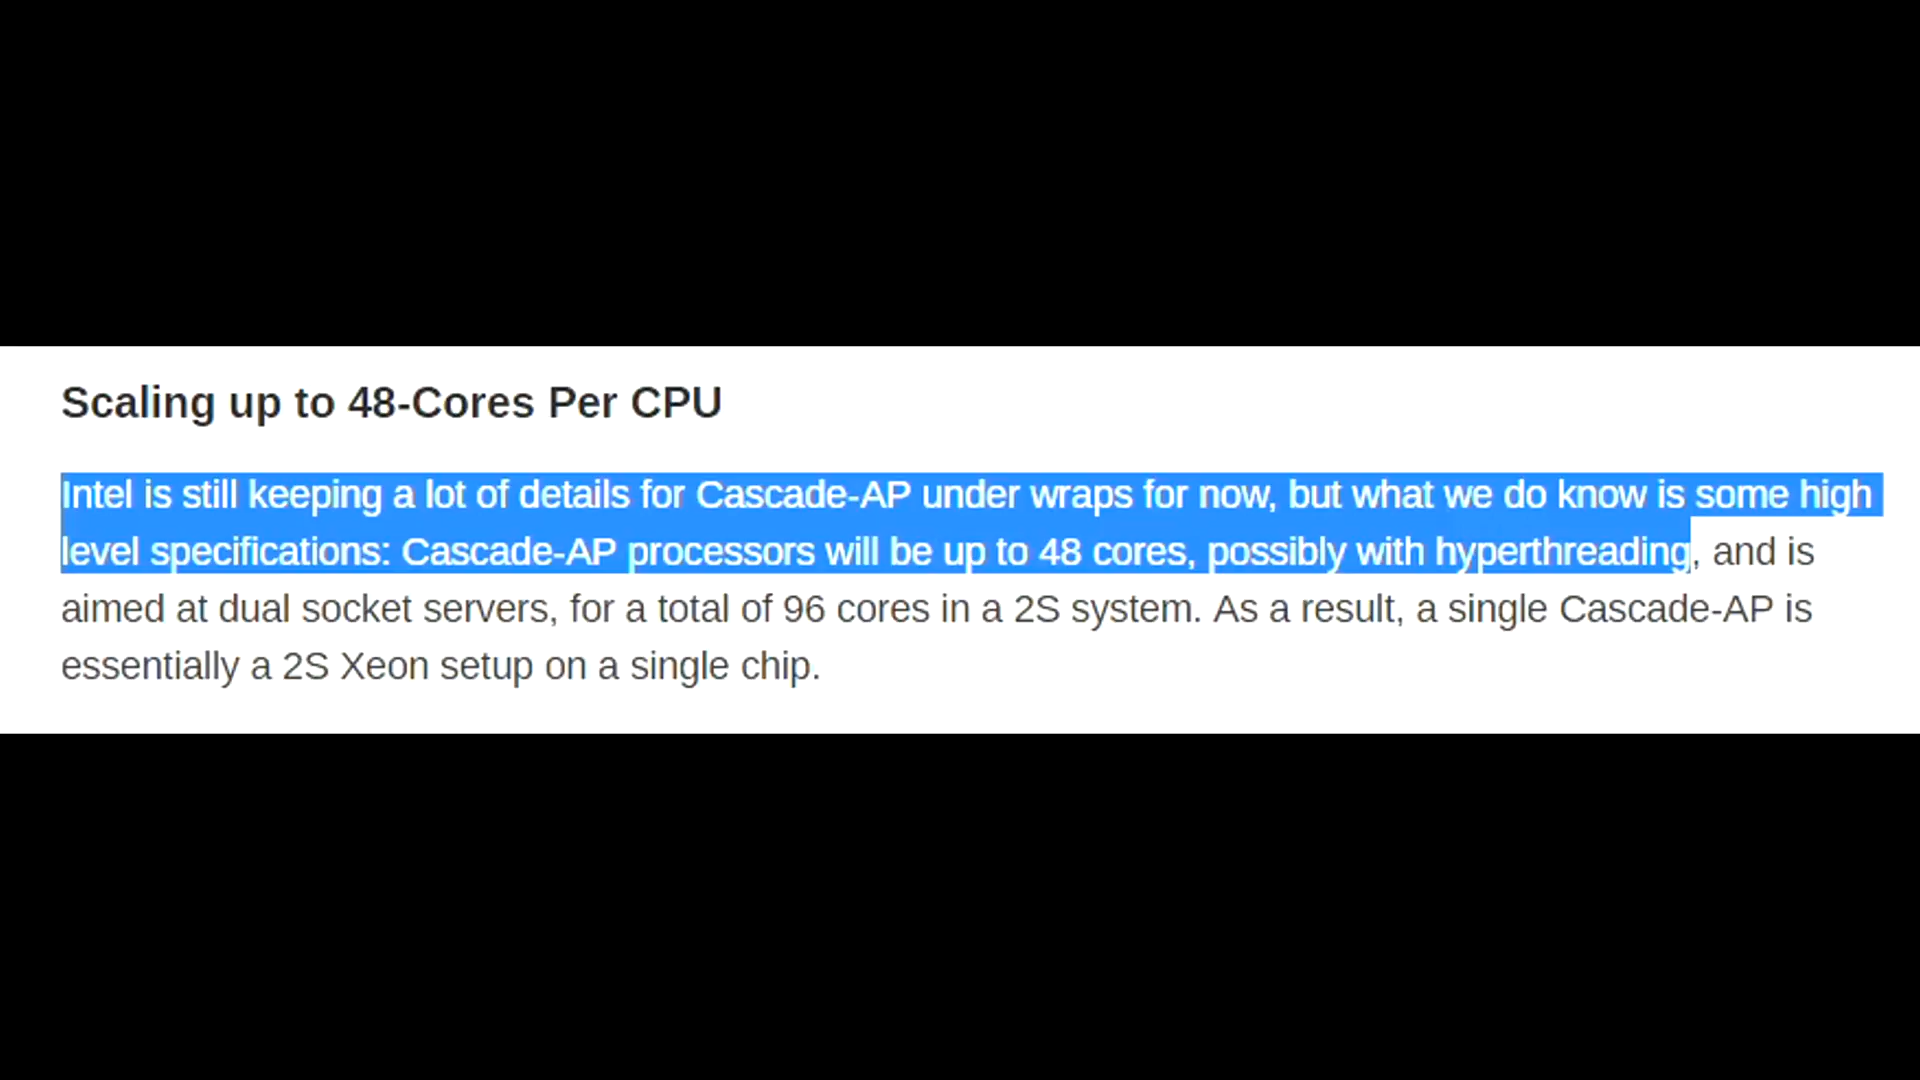 Scaling up to 48-Cores Per CPU
Intel is still keeping a lot of details for Cascade-AP under wraps for now, but what we do know is some high
level specifications: Cascade-AP processors will be up to 48 cores, possibly with hyperthreading, and is
aimed at dual socket servers, for a total of 96 cores in a 2S system. As a result, a single Cascade-AP is
essentially a 2S Xeon setup on a single chip.